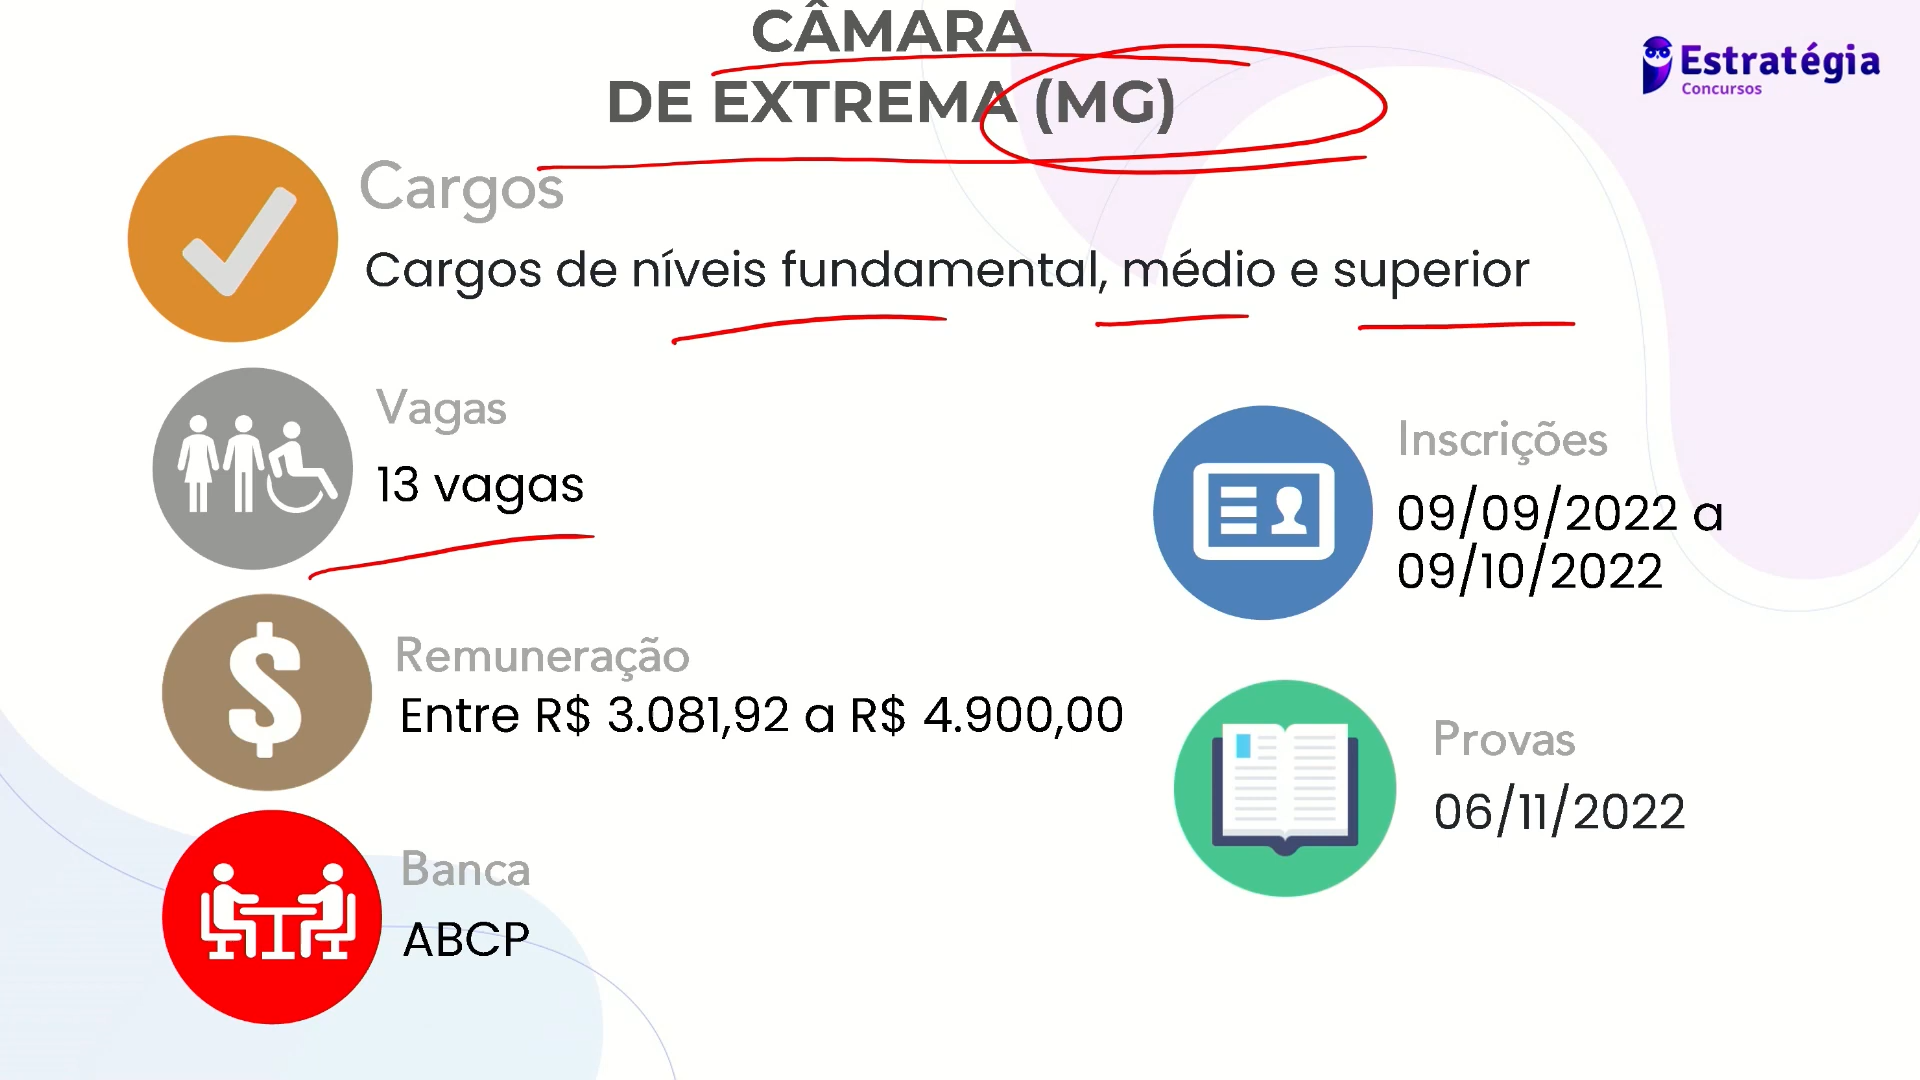 CÂMARA
DE EXTREMA (MG)
Estratégia
Concursos
Cargos
Cargos de níveis fundamental, médio e superior
Vagas
13 vagas
Remuneração
Entre R$ 3.081,92 a R$ 4.900,00
Banca
ABCP
Inscrições
09/09/2022 a
09/10/2022
Provas
06/11/2022